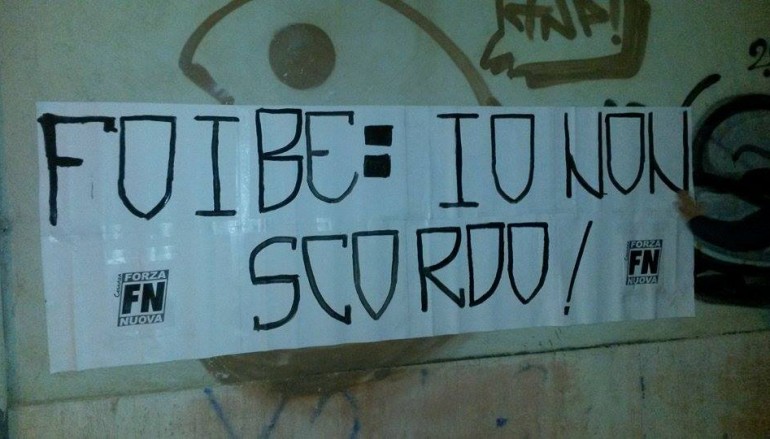 FOIBE: IO NON
SCORDO!
FORZA
FN
NUOVA
FORZA
FN
NUOVA